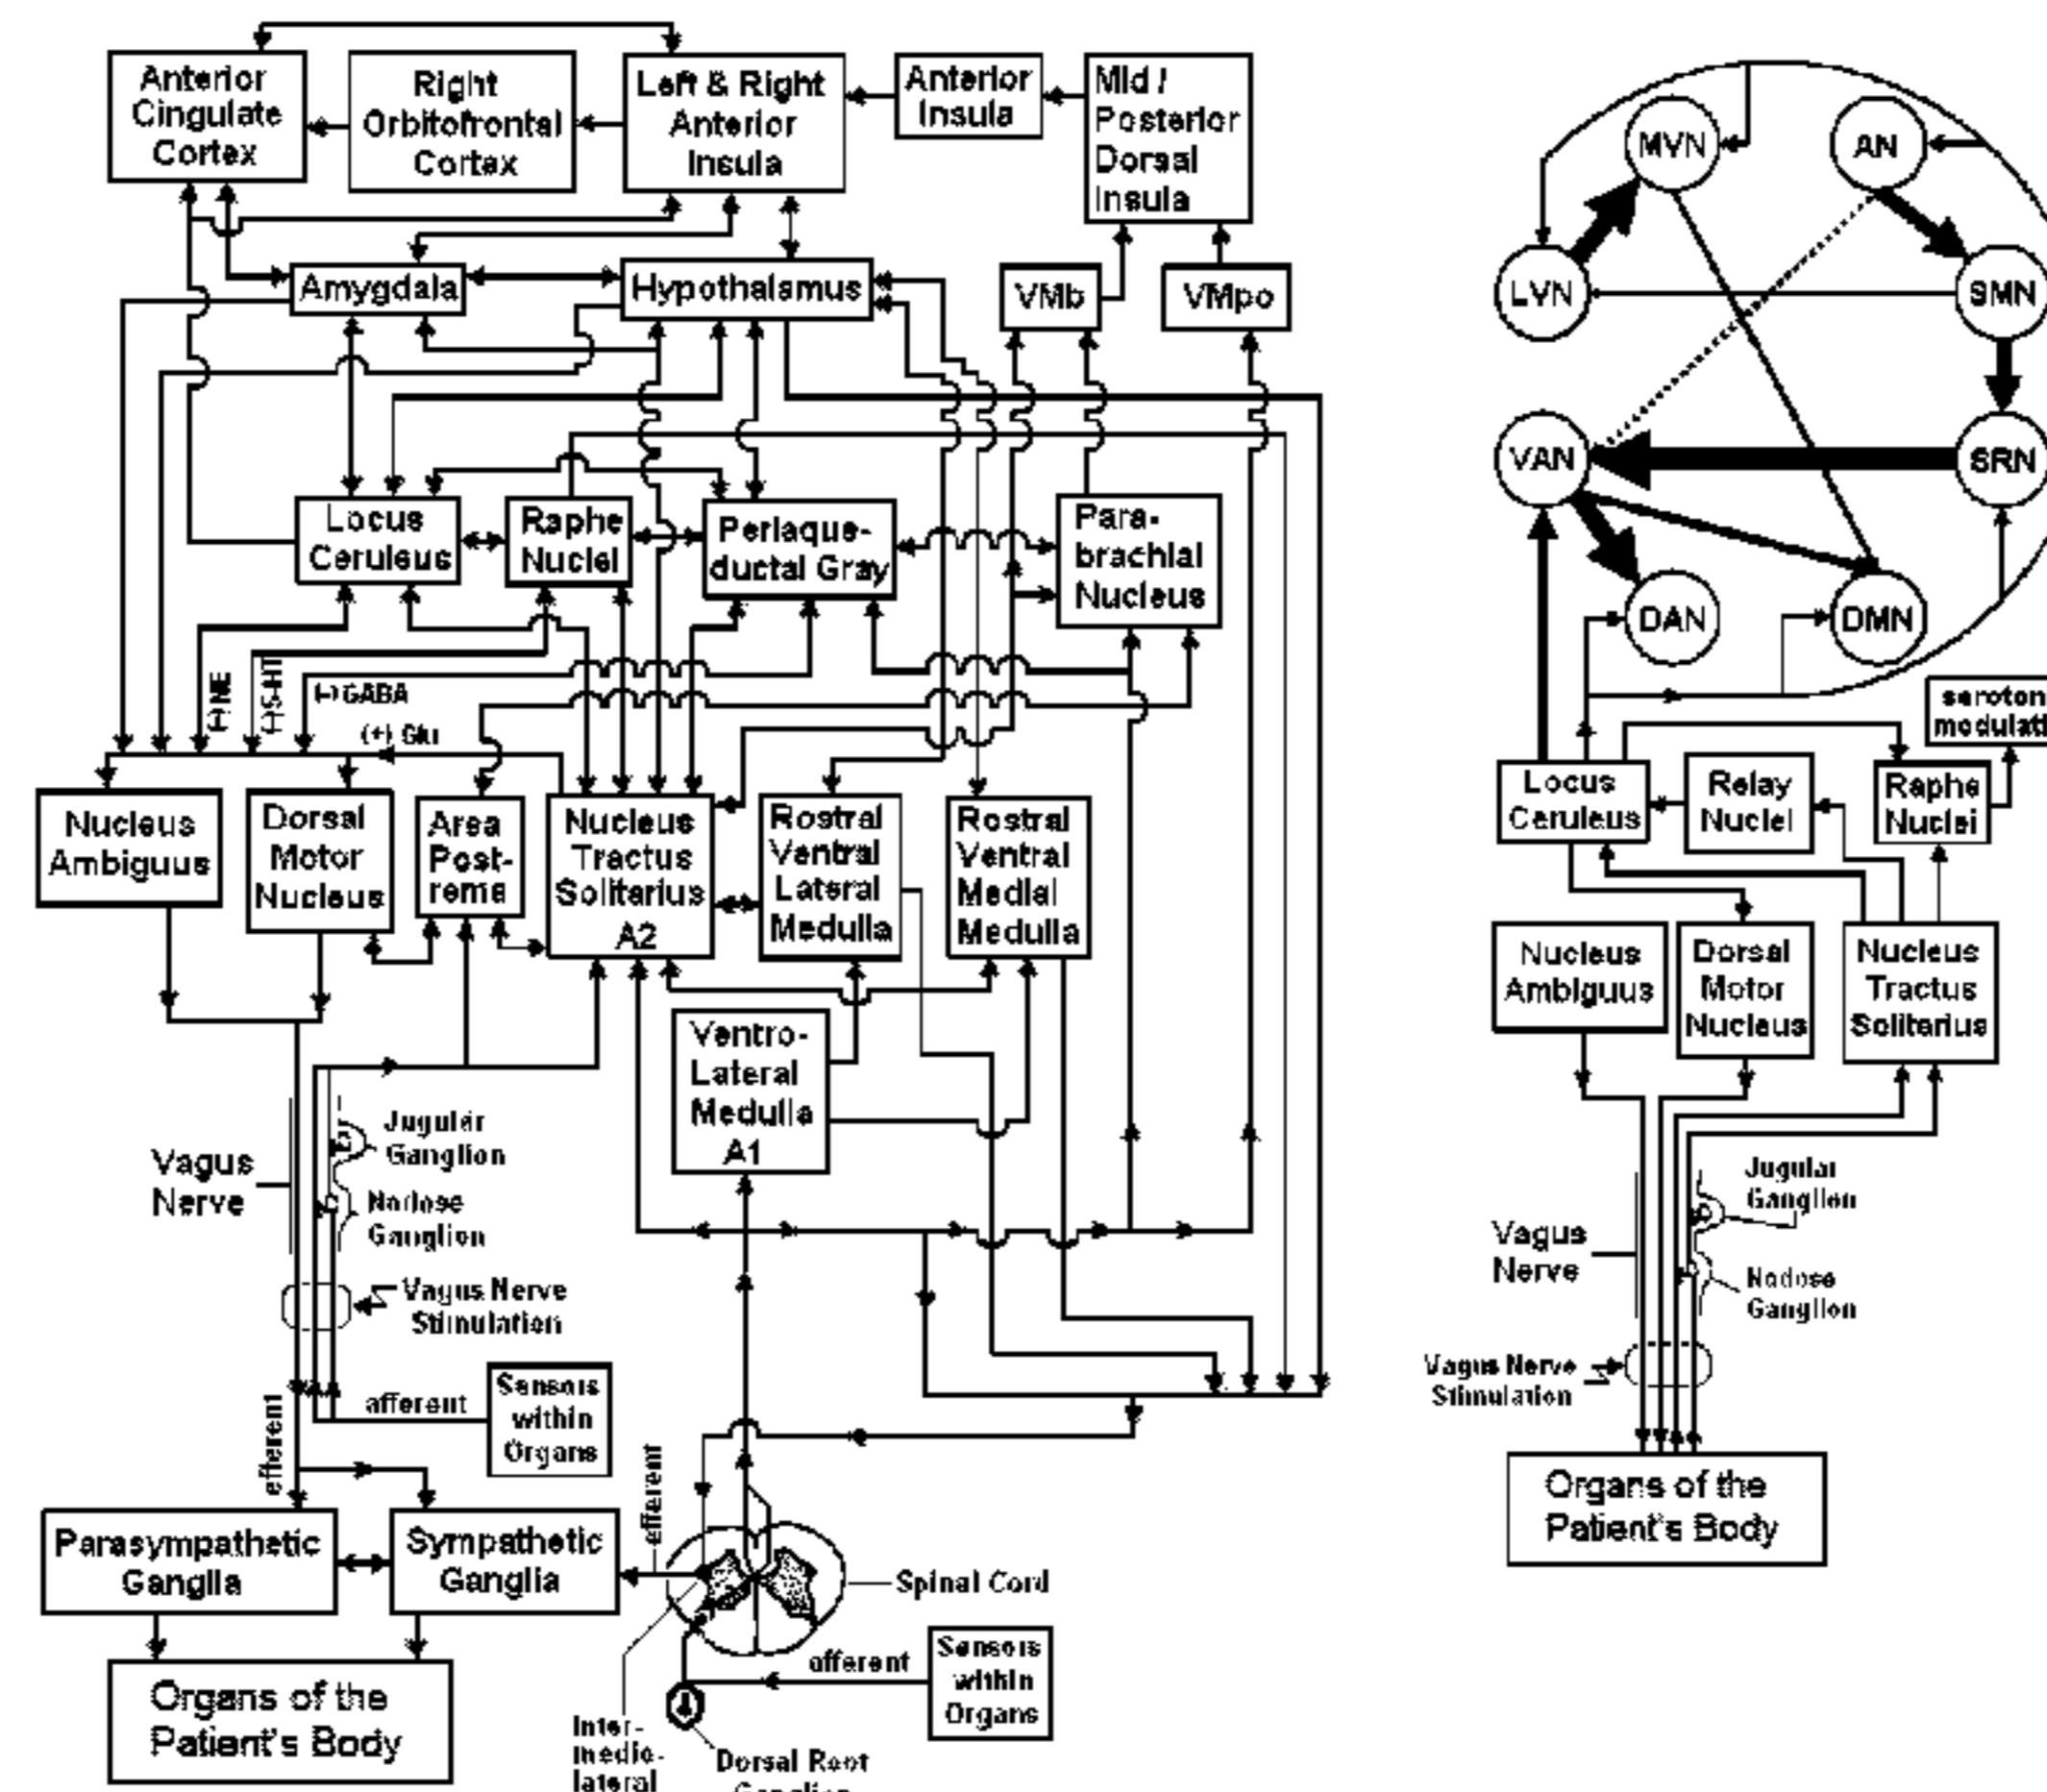 Anterior
Cingulate
Cortex
Right
Orbitofrontal
Cortex
Left & Right
Anterior
Insula
Anterior
Insula
Mid /
Posterior
Dorsal
Insula
Amygdala
Hypothalamus
VMb
VMpo
Locus
Ceruleus
Raphe
Nuclei
Periaque-
ductal Gray
Para-
brachial
Nucleus
(-) NE
(-) 5-HT
(-) GABA
(+) Glu
Nucleus
Ambiguus
Dorsal
Motor
Nucleus
Area
Post-
rema
Nucleus
Tractus
Solitarius
A2
Rostral
Ventral
Lateral
Medulla
Rostral
Ventral
Medial
Medulla
Ventro-
Lateral
Medulla
A1
Vagus
Nerve
Jugular
Ganglion
Nodose
Ganglion
Vagus Nerve
Stimulation
efferent
afferent
Sensors
within
Organs
Parasympathetic
Ganglia
Sympathetic
Ganglia
efferent
Spinal Cord
Organs of the
Patient's Body
afferent
Sensors
within
Organs
Inter-
medio-
lateral
Dorsal Root
Ganglion
MVN
AN
LVN
SMN
VAN
SRN
DAN
DMN
seroton
modulati
Locus
Ceruleus
Relay
Nuclei
Raphe
Nuclei
Nucleus
Ambiguus
Dorsal
Motor
Nucleus
Nucleus
Tractus
Solitarius
Vagus
Nerve
Jugular
Ganglion
Nodose
Ganglion
Vagus Nerve
Stimulation
Organs of the
Patient's Body